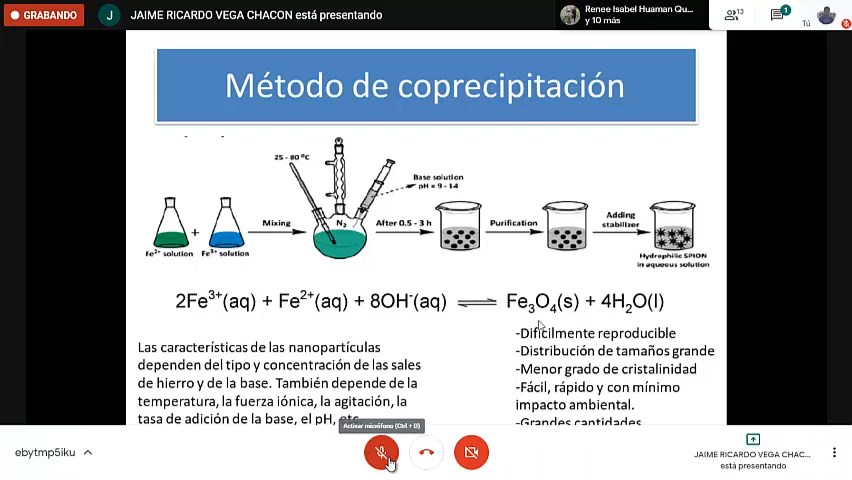 GRABANDO
J
JAIME RICARDO VEGA CHACON está presentando
Renee Isabel Huaman Qu...
y 10 más
13
1
Tú
Método de coprecipitación
25 - 80 °C
Base solution
pH = 9 - 14
N2
Mixing
After 0.5 - 3 h
Purification
Adding
stabilizer
Fe2+ solution
+
Fe3+ solution
Hydrophilic SPION
in aqueous solution
2Fe3+(aq) + Fe2+(aq) + 8OH-(aq) ⇌ Fe3O4(s) + 4H2O(l)
Las características de las nanopartículas
dependen del tipo y concentración de las sales
de hierro y de la base. También depende de la
temperatura, la fuerza iónica, la agitación, la
tasa de adición de la base, el pH, etc
-Difícilmente reproducible
-Distribución de tamaños grande
-Menor grado de cristalinidad
-Fácil, rápido y con mínimo
impacto ambiental.
-Grandes cantidades
Activar micrófono (Ctrl + D)
ebytmp5iku
JAIME RICARDO VEGA CHAC...
está presentando